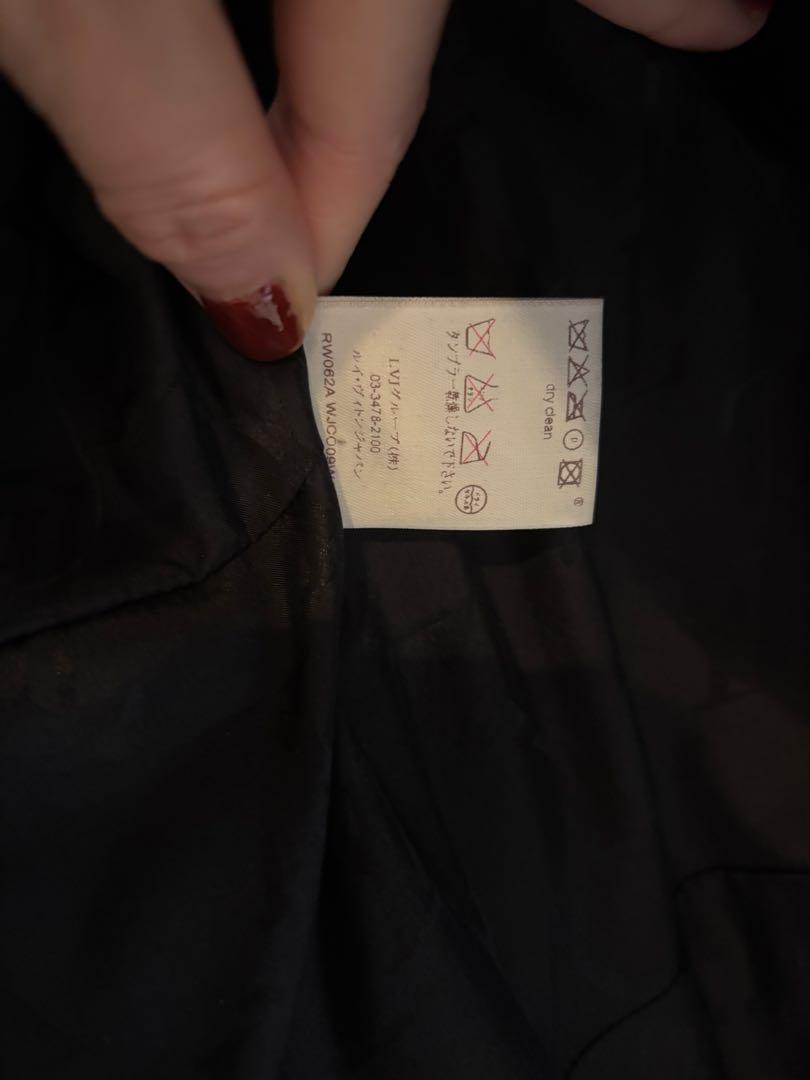 dry clean
P
®
タンブラー乾燥しないで下さい。
LVJグループ(株)
03-3478-2100
ルイ・ヴィトンジャパン
RW062A WJCO09W